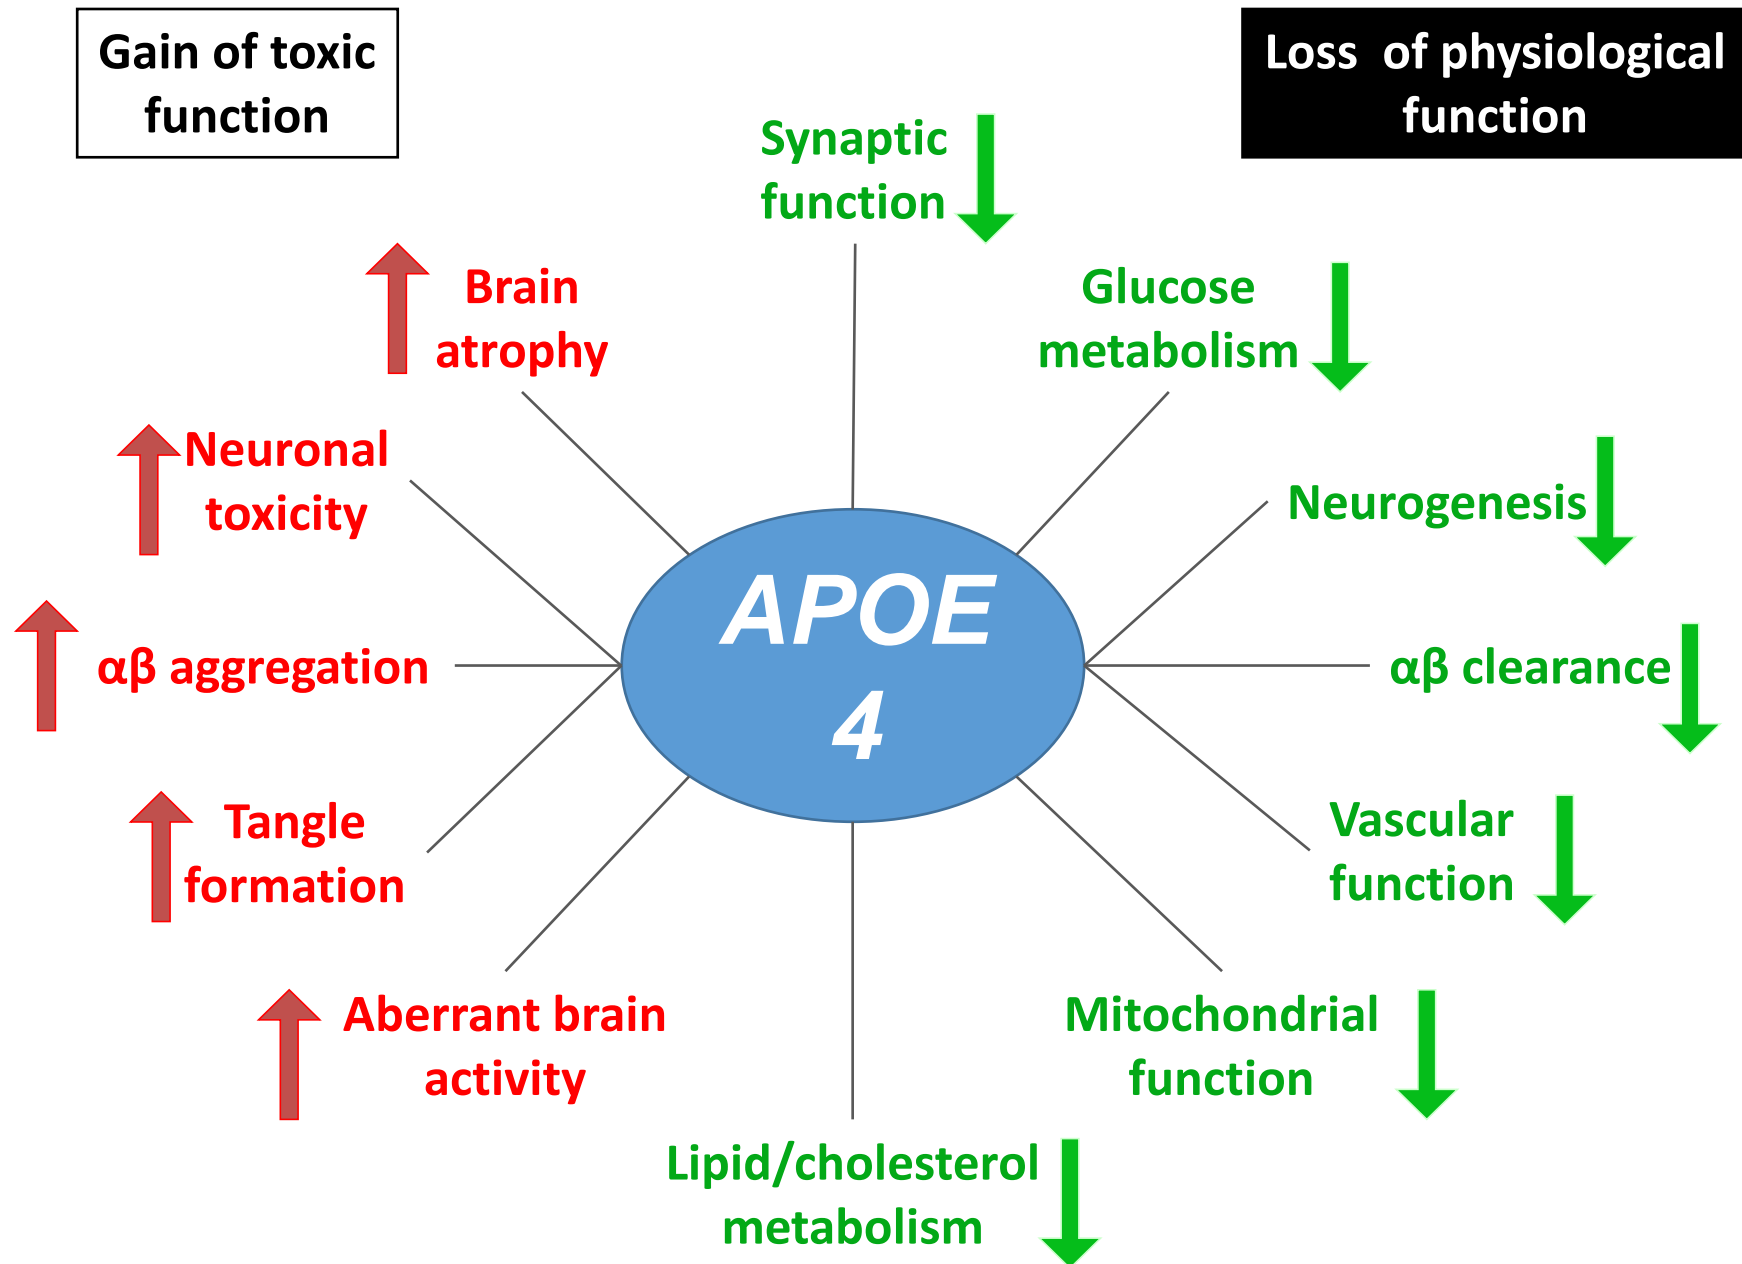 Gain of toxic
function
Loss  of physiological
function
Synaptic
function
Brain
atrophy
Glucose
metabolism
Neuronal
toxicity
Neurogenesis
αβ aggregation
APOE
4
αβ clearance
Tangle
formation
Vascular
function
Aberrant brain
activity
Mitochondrial
function
Lipid/cholesterol
metabolism